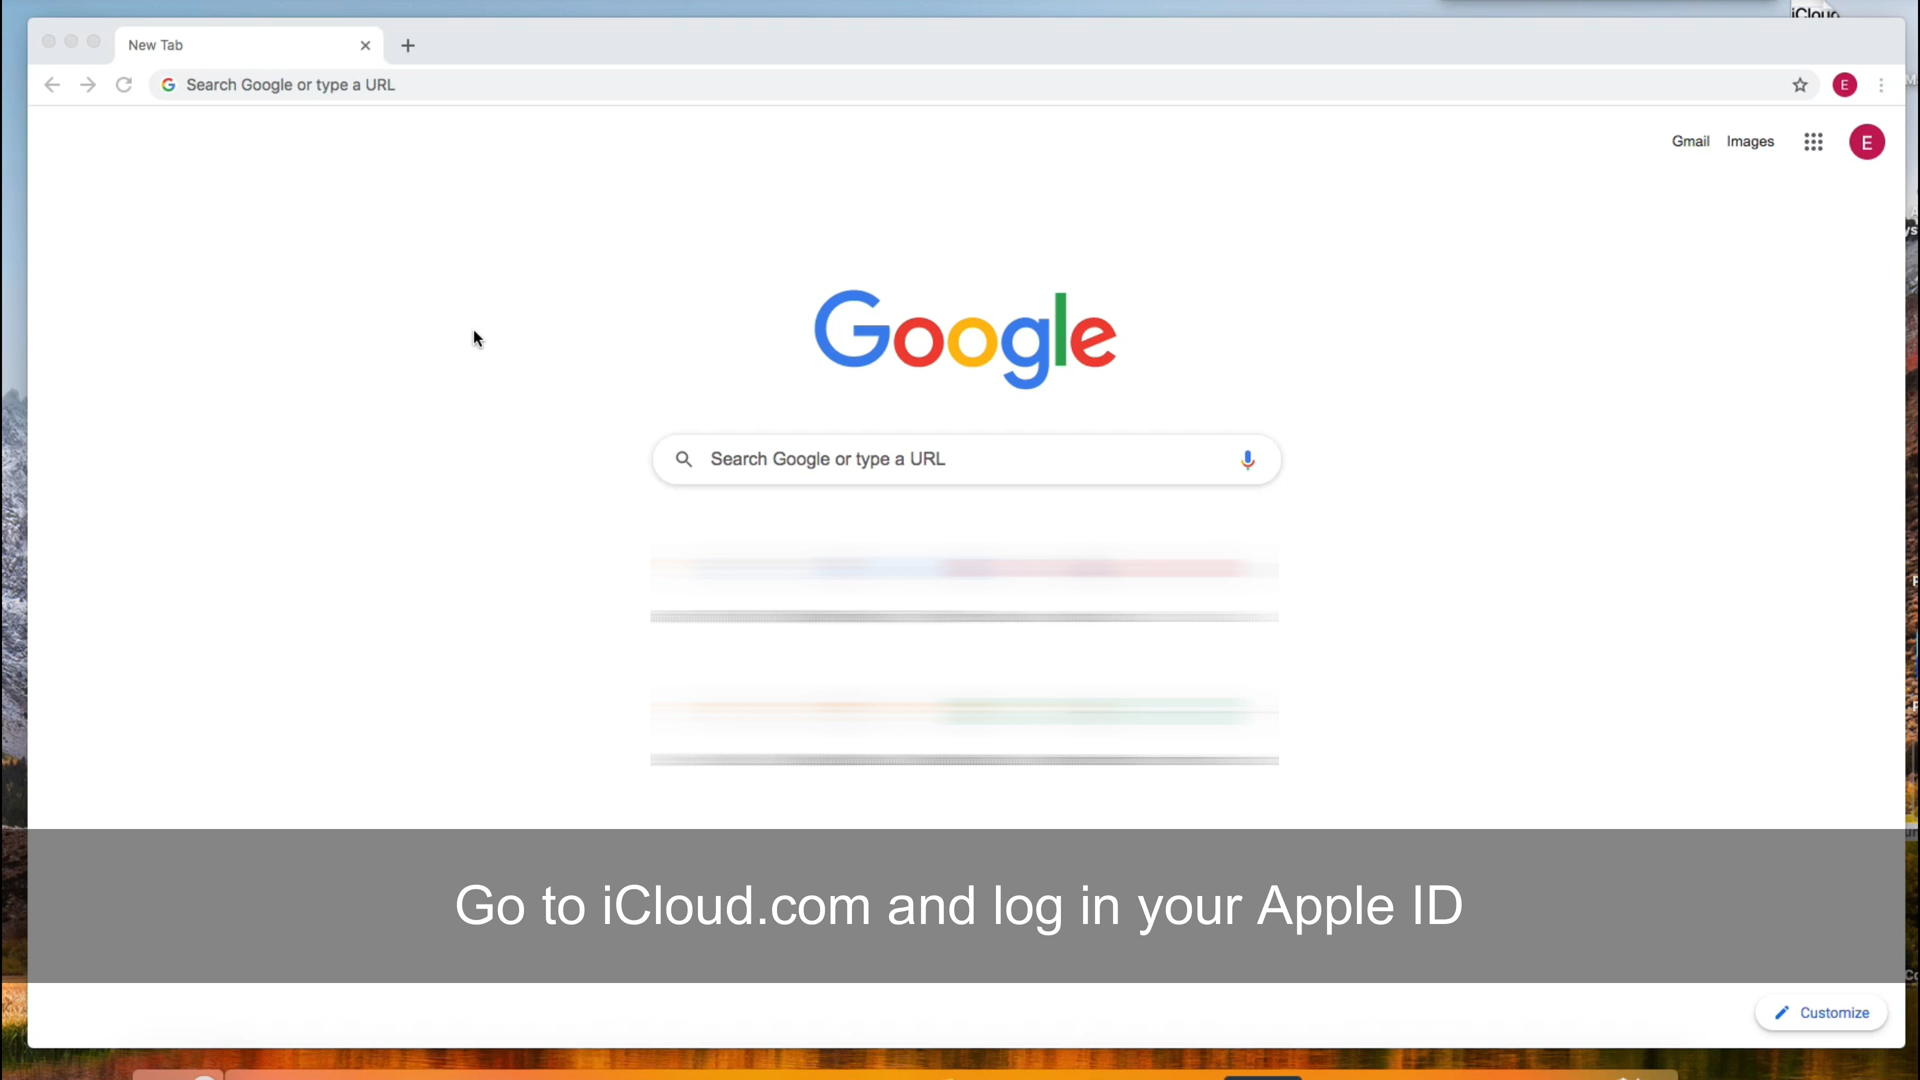 iCloud
New Tab
Search Google or type a URL
E
Gmail
Images
E
Google
Search Google or type a URL
Go to iCloud.com and log in your Apple ID
Customize